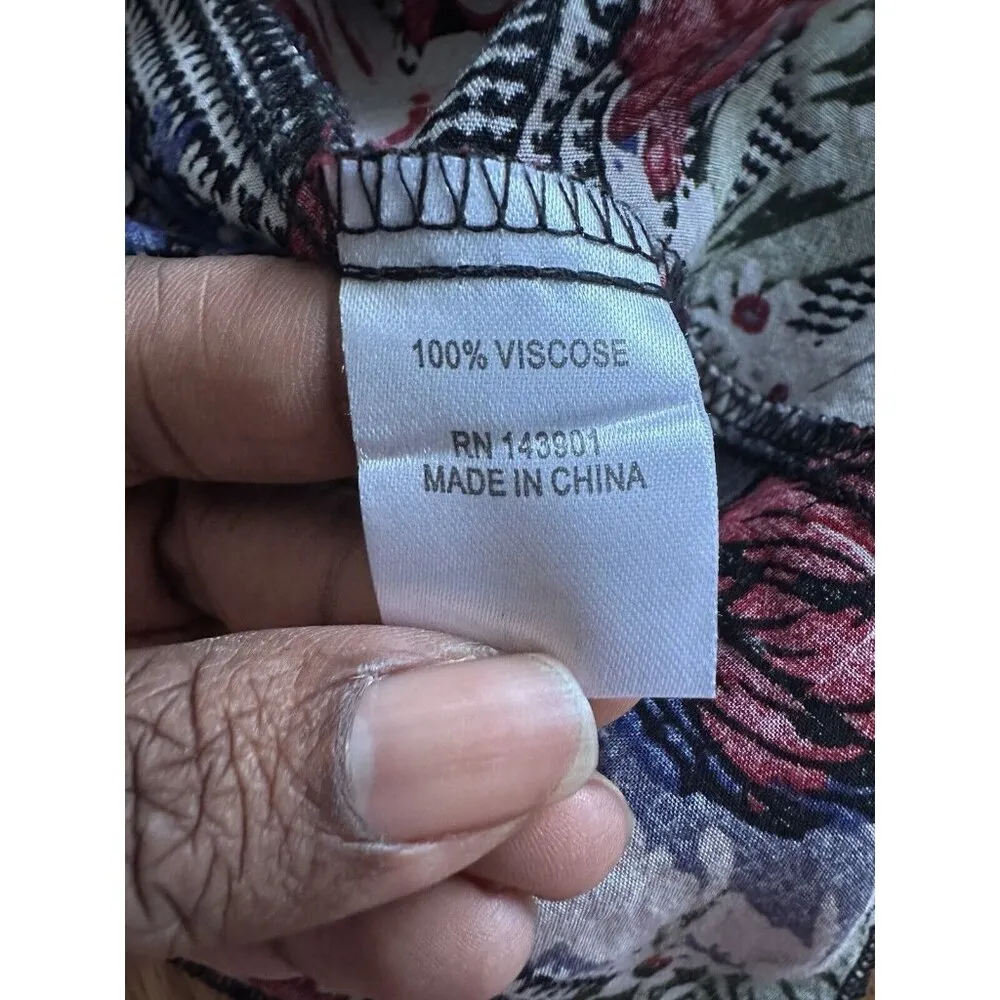 100% VISCOSE
RN 143901
MADE IN CHINA